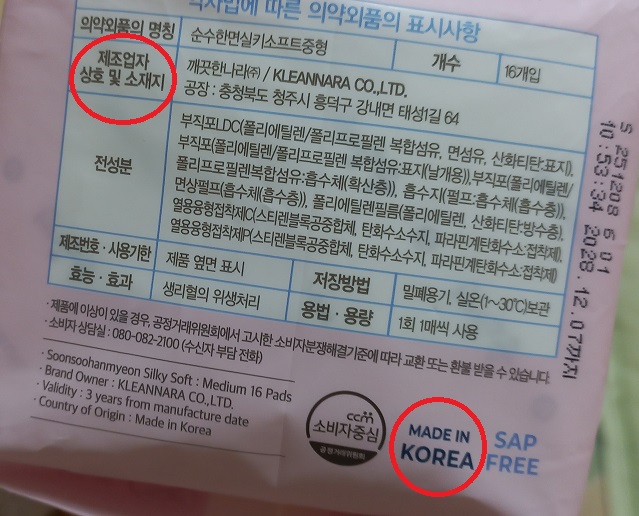 약사법에 따른 의약외품의 표시사항
의약외품의 명칭
순수한면실키소프트중형
개수
16개입
제조업자
상호 및 소재지
깨끗한나라㈜ / KLEANNARA CO.,LTD.
공장 : 충청북도 청주시 흥덕구 강내면 태성1길 64
전성분
부직포LDC(폴리에틸렌/폴리프로필렌 복합섬유, 면섬유, 산화티탄:표지),
부직포(폴리에틸렌/폴리프로필렌 복합섬유:표지(날개용)),부직포(폴리에틸렌/
폴리프로필렌복합섬유:흡수체(확산층)), 흡수지(펄프:흡수체(흡수층)),
면상펄프(흡수체(흡수층)), 폴리에틸렌필름(폴리에틸렌, 산화티탄:방수층),
열용융형접착제C(스티렌블록공중합체, 탄화수소수지, 파라핀계탄화수소:접착제)
열용융형접착제P(스티렌블록공중합체, 탄화수소수지, 파라핀계탄화수소:접착제)
제조번호 · 사용기한
제품 옆면 표시
저장방법
밀폐용기, 실온(1~30℃)보관
효능 · 효과
생리혈의 위생처리
용법 · 용량
1회 1매씩 사용
· 제품에 이상이 있을 경우, 공정거래위원회에서 고시한 소비자분쟁해결기준에 따라 교환 또는 환불 받을 수 있습니다.
· 소비자 상담실 : 080-082-2100 (수신자 부담 전화)
· Soonsoohanmyeon Silky Soft : Medium 16 Pads
· Brand Owner : KLEANNARA CO.,LTD.
· Validity : 3 years from manufacture date
· Country of Origin : Made in Korea
ccm
소비자중심
공정거래위원회
MADE IN
KOREA
SAP
FREE
S 251208 6 01
10:53:34 2028.12.07까지